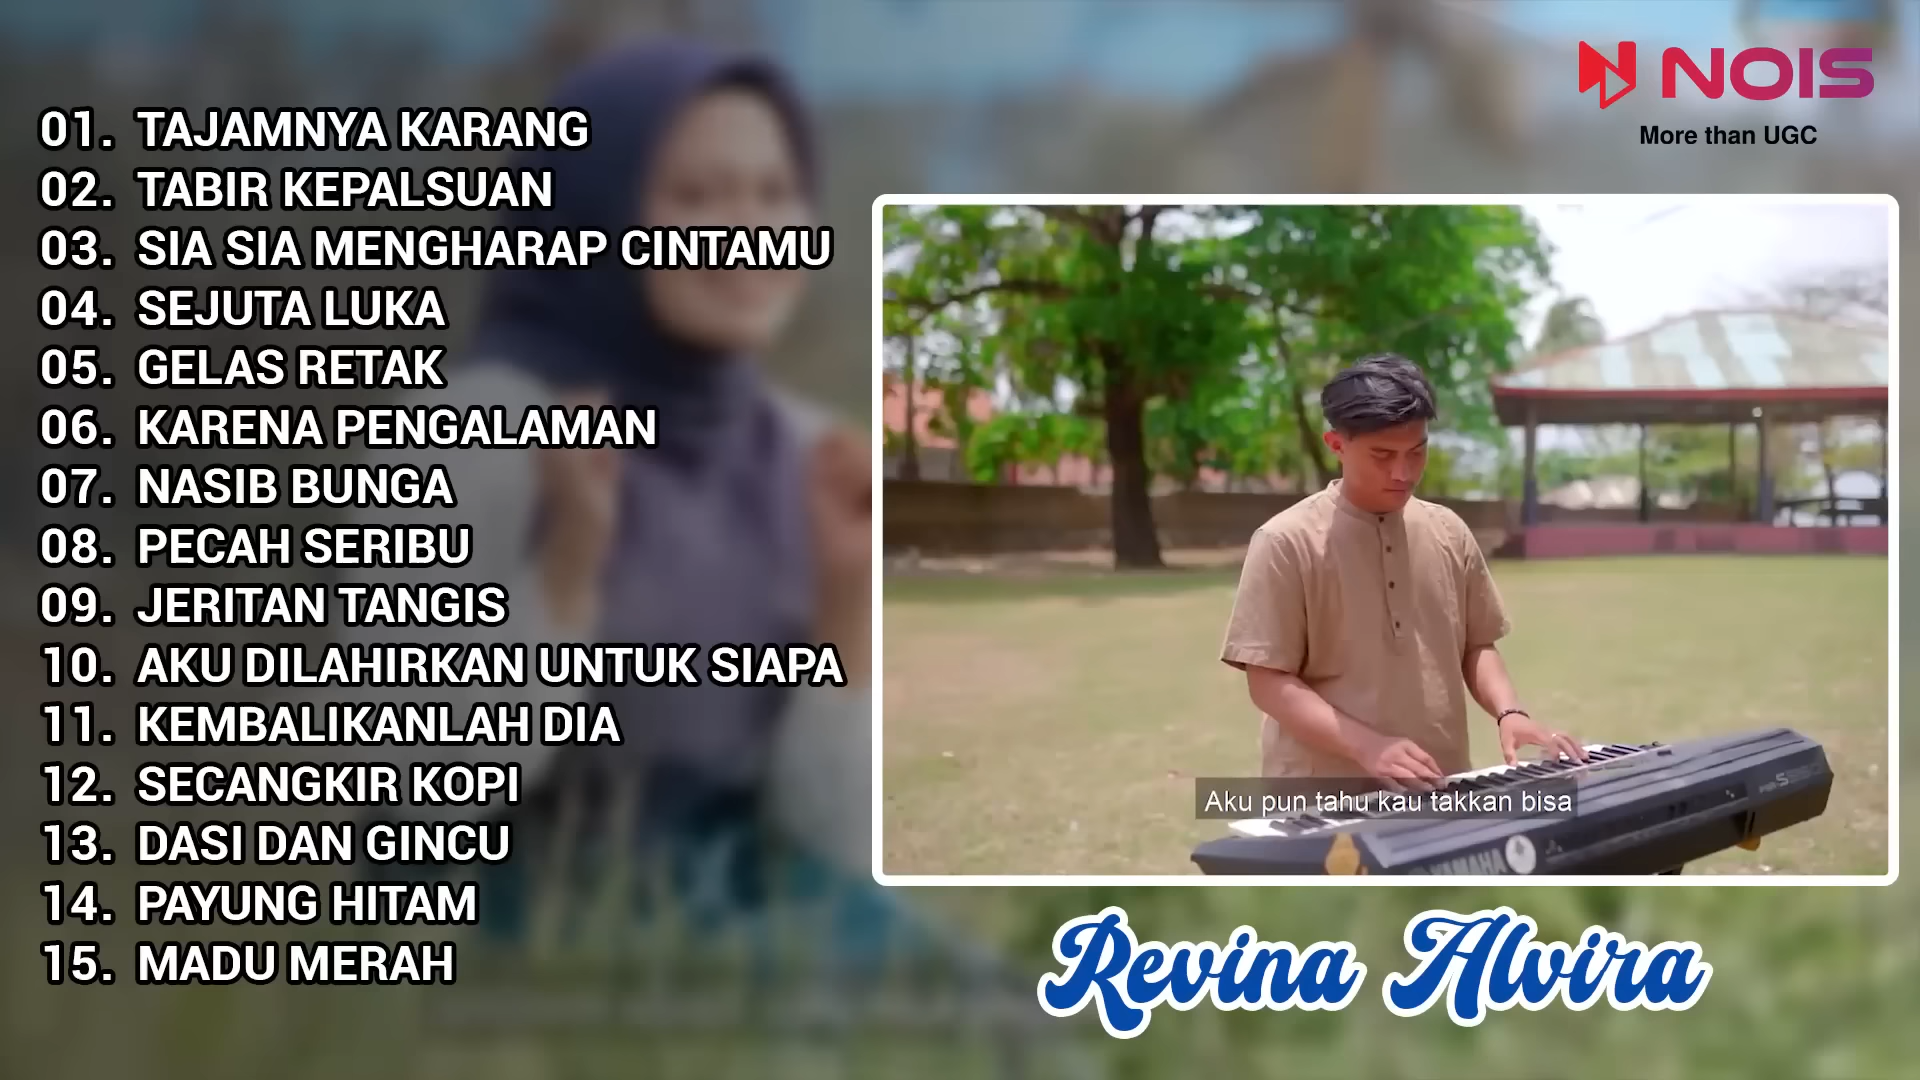 01. TAJAMNYA KARANG
02. TABIR KEPALSUAN
03. SIA SIA MENGHARAP CINTAMU
04. SEJUTA LUKA
05. GELAS RETAK
06. KARENA PENGALAMAN
07. NASIB BUNGA
08. PECAH SERIBU
09. JERITAN TANGIS
10. AKU DILAHIRKAN UNTUK SIAPA
11. KEMBALIKANLAH DIA
12. SECANGKIR KOPI
13. DASI DAN GINCU
14. PAYUNG HITAM
15. MADU MERAH
NOIS
More than UGC
Aku pun tahu kau takkan bisa
YAMAHA
Revina Alvira